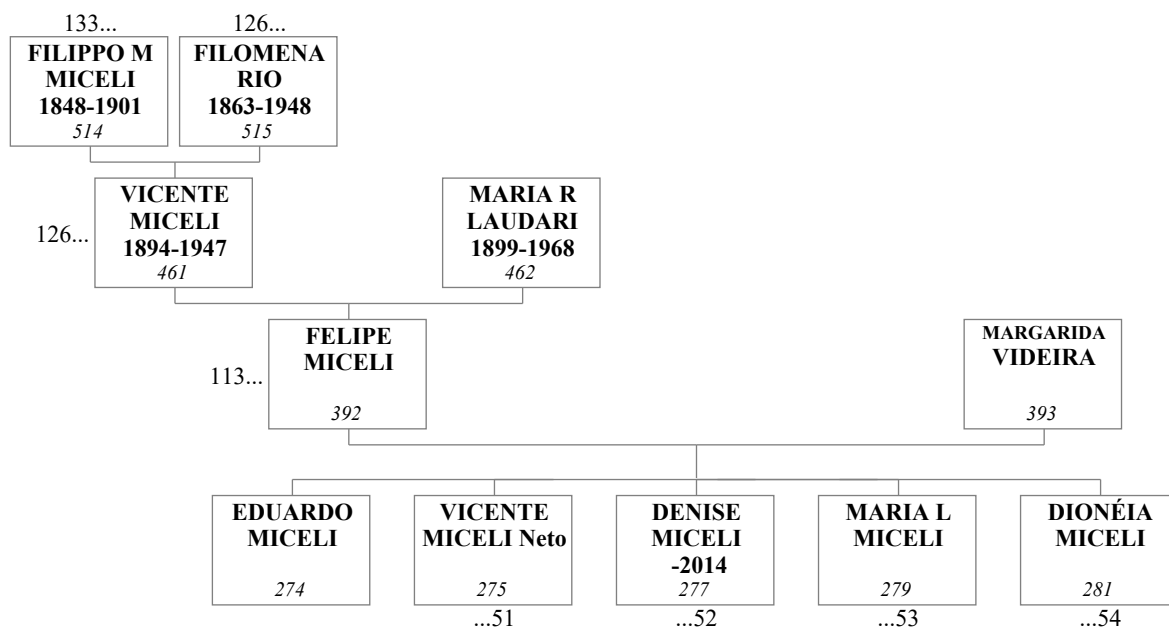 133...
126...
FILIPPO M
MICELI
1848-1901
514
FILOMENA
RIO
1863-1948
515
126...
VICENTE
MICELI
1894-1947
461
MARIA R
LAUDARI
1899-1968
462
113...
FELIPE
MICELI
392
MARGARIDA
VIDEIRA
393
EDUARDO
MICELI
274
VICENTE
MICELI Neto
275
...51
DENISE
MICELI
-2014
277
...52
MARIA L
MICELI
279
...53
DIONÉIA
MICELI
281
...54